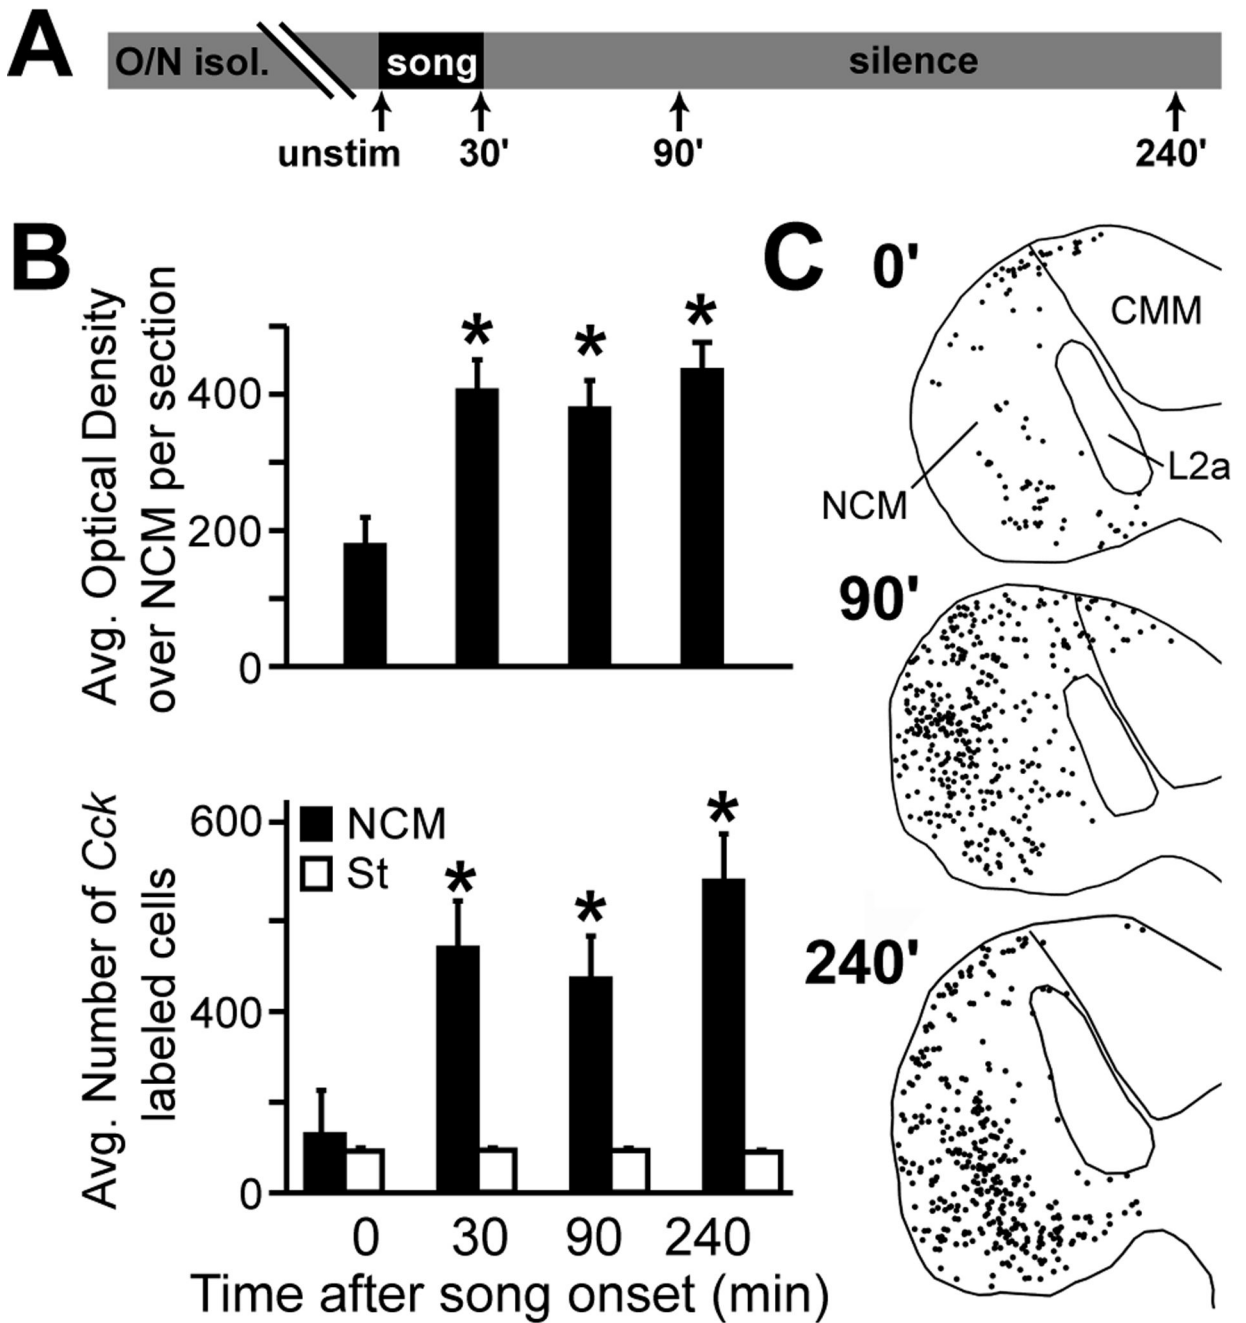 A
O/N isol.
song
silence
unstim
30'
90'
240'
B
Avg. Optical Density
over NCM per section
400
200
0
*
*
*
Avg. Number of Cck
labeled cells
600
400
0
NCM
St
*
*
*
0
30
90
240
Time after song onset (min)
C
0'
CMM
L2a
NCM
90'
240'